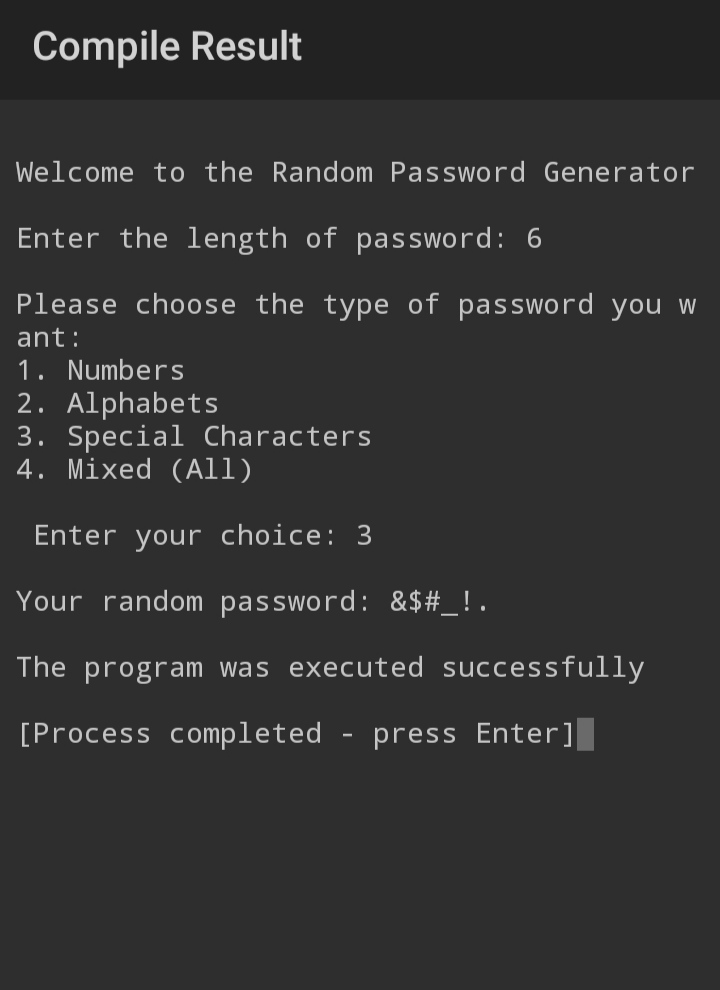 Compile Result
Welcome to the Random Password Generator
Enter the length of password: 6
Please choose the type of password you w
ant:
1. Numbers
2. Alphabets
3. Special Characters
4. Mixed (All)
Enter your choice: 3
Your random password: &$#_!.
The program was executed successfully
[Process completed - press Enter]